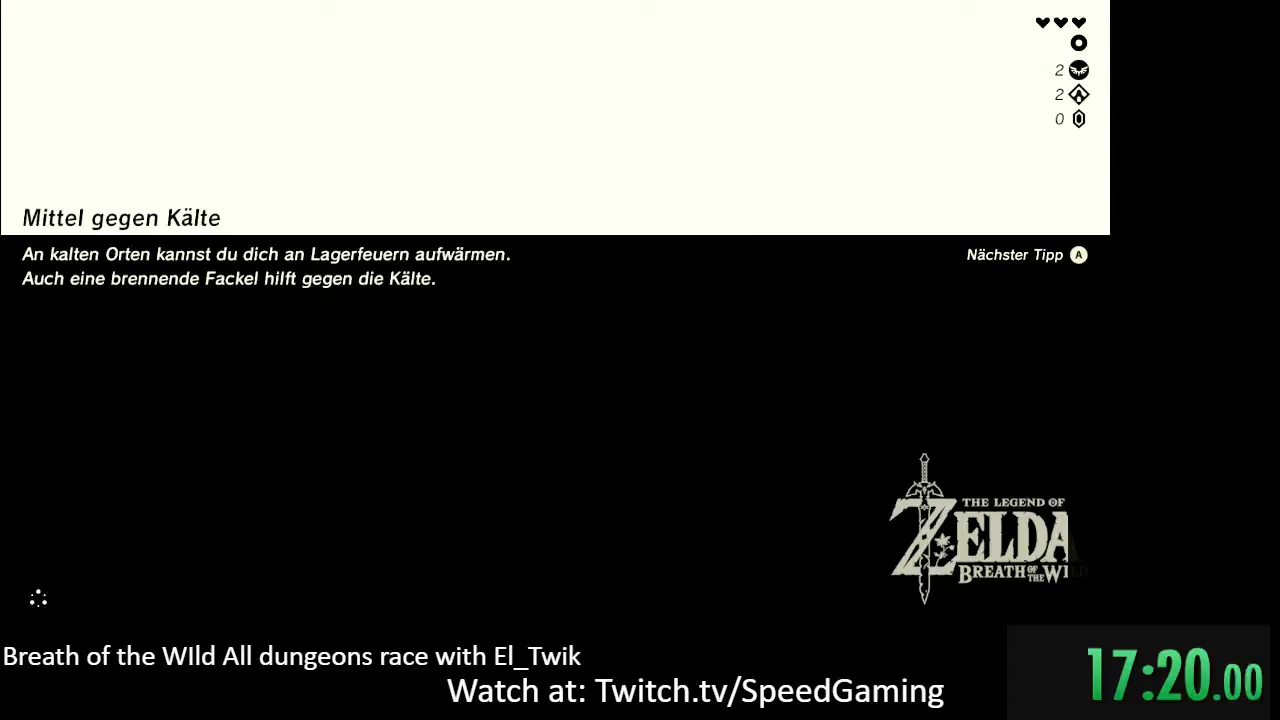 2
2
0
Mittel gegen Kälte
An kalten Orten kannst du dich an Lagerfeuern aufwärmen.
Auch eine brennende Fackel hilft gegen die Kälte.
Nächster Tipp A
THE LEGEND OF
ZELDA
BREATH OF THE WILD
Breath of the WIld All dungeons race with El_Twik
Watch at: Twitch.tv/SpeedGaming
17:20.00